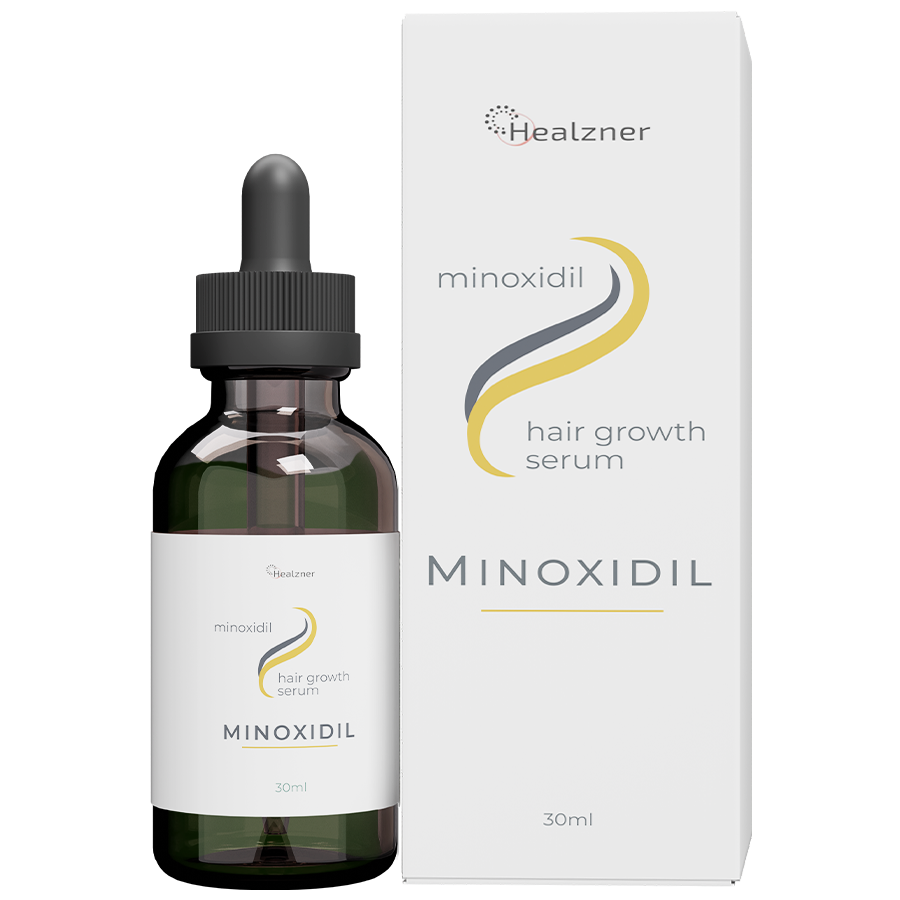 Healzner
minoxidil
hair growth
serum
MINOXIDIL
30ml
Healzner
minoxidil
hair growth
serum
MINOXIDIL
30ml